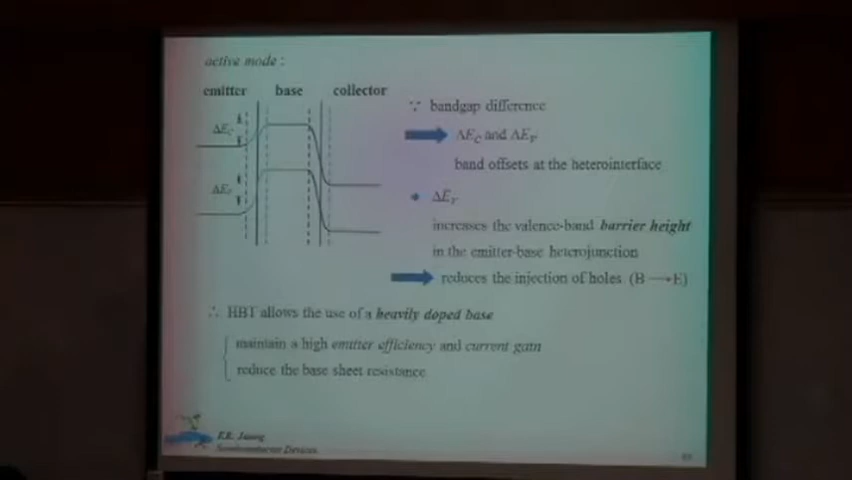 active mode :
emitter base collector
ΔE_C
ΔE_V
∵ bandgap difference
ΔE_C and ΔE_V
band offsets at the heterointerface
ΔE_V
increases the valence-band barrier height
in the emitter-base heterojunction
reduces the injection of holes (B → E)
∴ HBT allows the use of a heavily doped base
maintain a high emitter efficiency and current gain
reduce the base sheet resistance
Semiconductor Devices